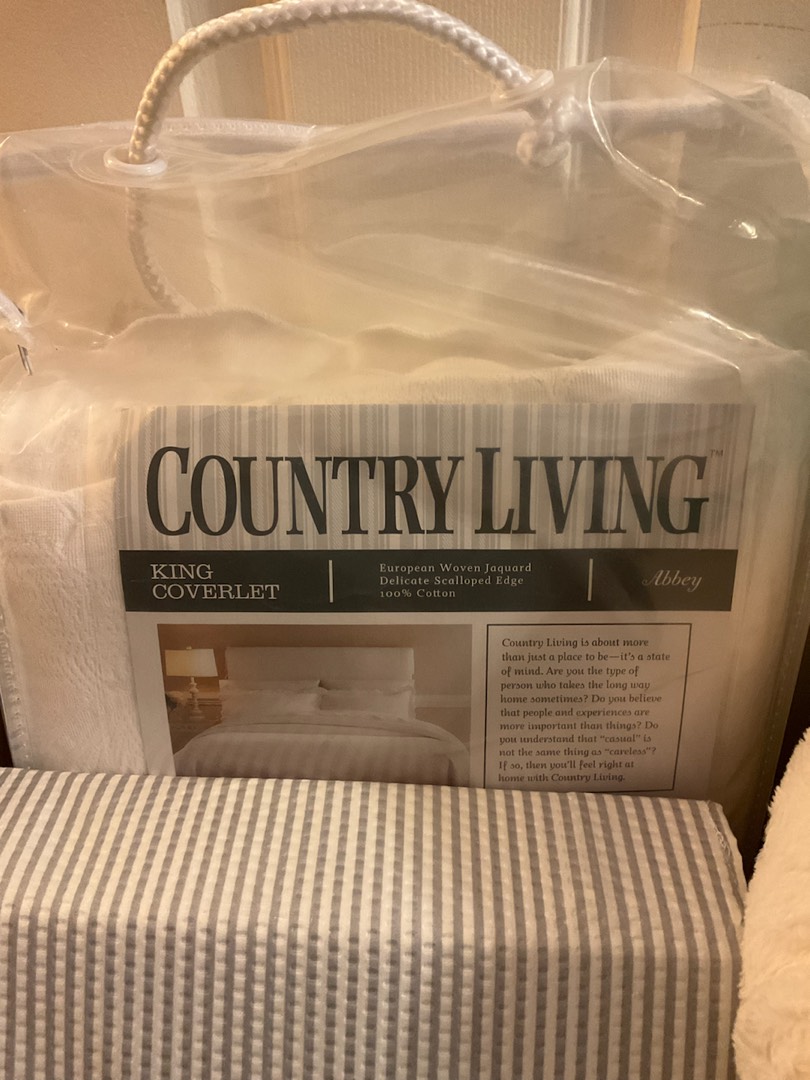 COUNTRY LIVING™
KING
COVERLET
European Woven Jaquard
Delicate Scalloped Edge
100% Cotton
Abbey
Country Living is about more
than just a place to be—it's a state
of mind. Are you the type of
person who takes the long way
home sometimes? Do you believe
that people and experiences are
more important than things? Do
you understand that "casual" is
not the same thing as "careless"?
If so, then you'll feel right at
home with Country Living.